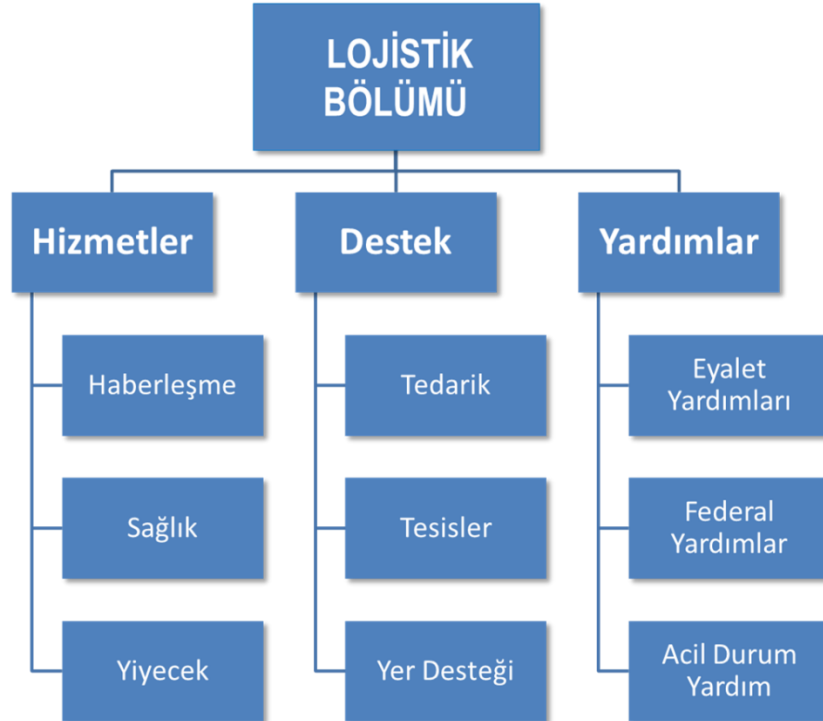 LOJİSTİK
BÖLÜMÜ
Hizmetler
Destek
Yardımlar
Haberleşme
Tedarik
Eyalet
Yardımları
Sağlık
Tesisler
Federal
Yardımlar
Yiyecek
Yer Desteği
Acil Durum
Yardım